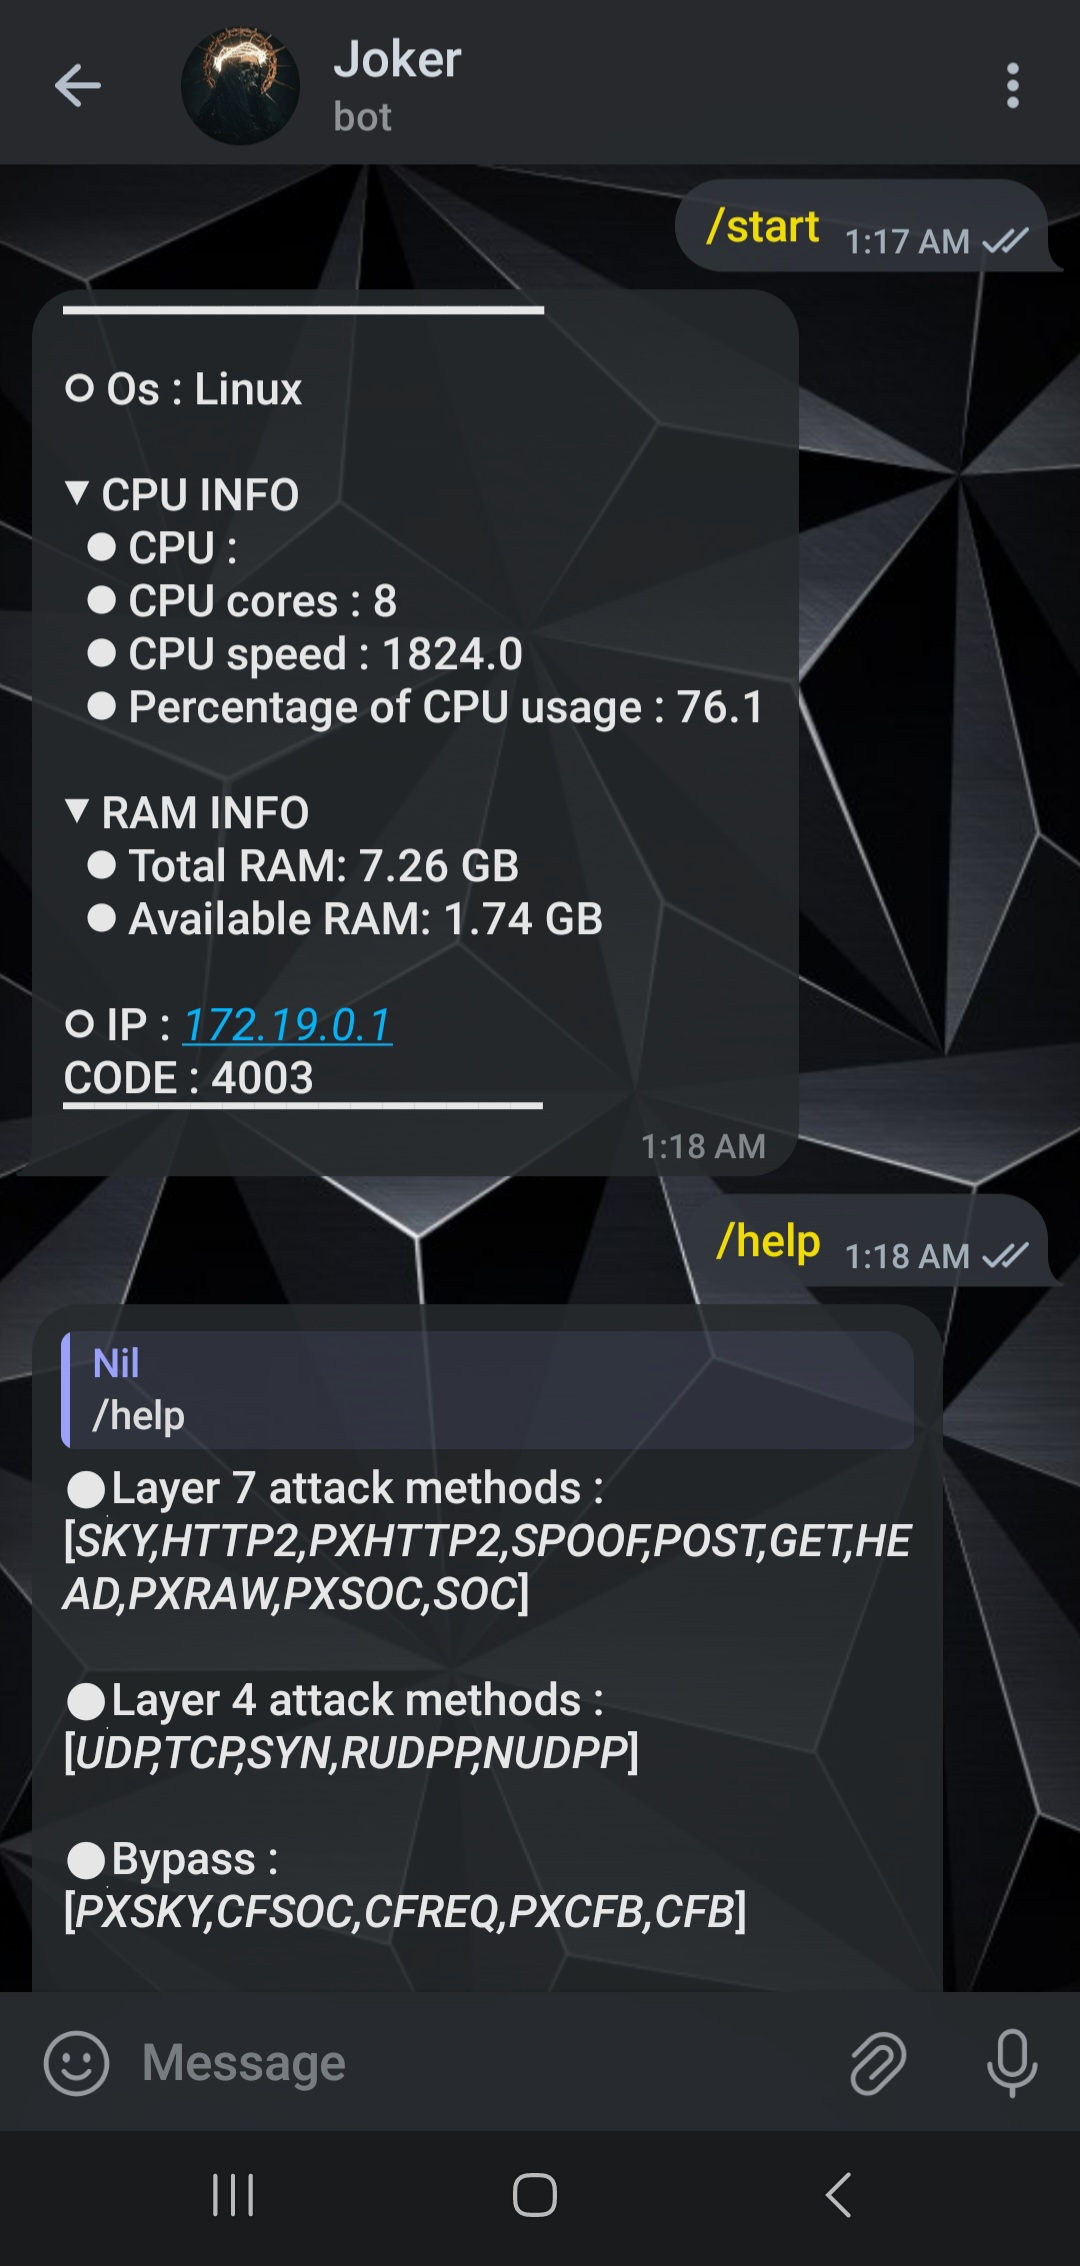 Joker
bot
/start 1:17 AM
Os : Linux
▼ CPU INFO
● CPU :
● CPU cores : 8
● CPU speed : 1824.0
● Percentage of CPU usage : 76.1
▼ RAM INFO
● Total RAM: 7.26 GB
● Available RAM: 1.74 GB
IP : 172.19.0.1
CODE : 4003
1:18 AM
/help 1:18 AM
Nil
/help
●Layer 7 attack methods :
[SKY,HTTP2,PXHTTP2,SPOOF,POST,GET,HE
AD,PXRAW,PXSOC,SOC]
●Layer 4 attack methods :
[UDP,TCP,SYN,RUDPP,NUDPP]
●Bypass :
[PXSKY,CFSOC,CFREQ,PXCFB,CFB]
Message